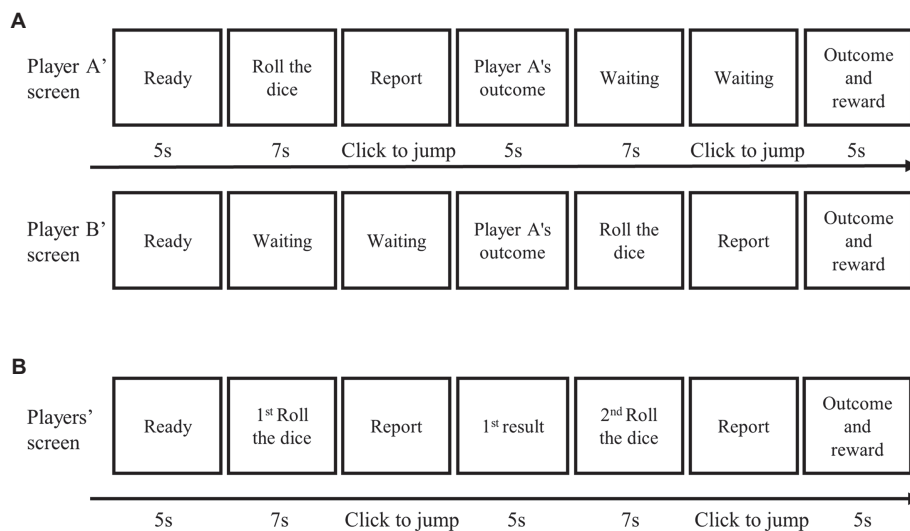 A
Player A’
screen
Ready
Roll the
dice
Report
Player A's
outcome
Waiting
Waiting
Outcome
and
reward
5s
7s
Click to jump
5s
7s
Click to jump
5s
Player B’
screen
Ready
Waiting
Waiting
Player A's
outcome
Roll the
dice
Report
Outcome
and
reward
B
Players’
screen
Ready
1st Roll
the dice
Report
1st result
2nd Roll
the dice
Report
Outcome
and
reward
5s
7s
Click to jump
5s
7s
Click to jump
5s